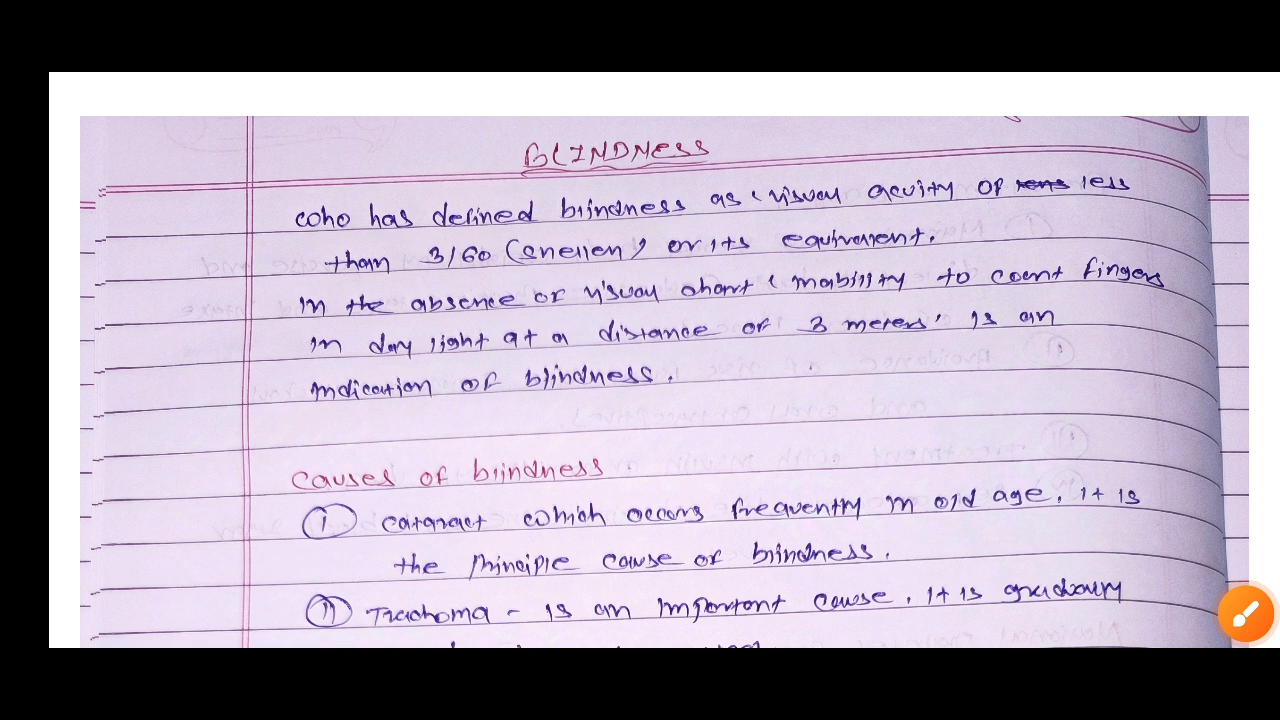 BLINDNESS
WHO has defined blindness as 'visual acuity of less
than 3/60 (snellen) or its equivalent.
In the absence of visual chart 'inability to count fingers
in day light at a distance of 3 meters' is an
indication of blindness.
Causes of blindness
(i) Cataract which occurs frequently in old age. It is
the Principle cause of blindness.
(ii) Trachoma - is an important cause. It is gradually